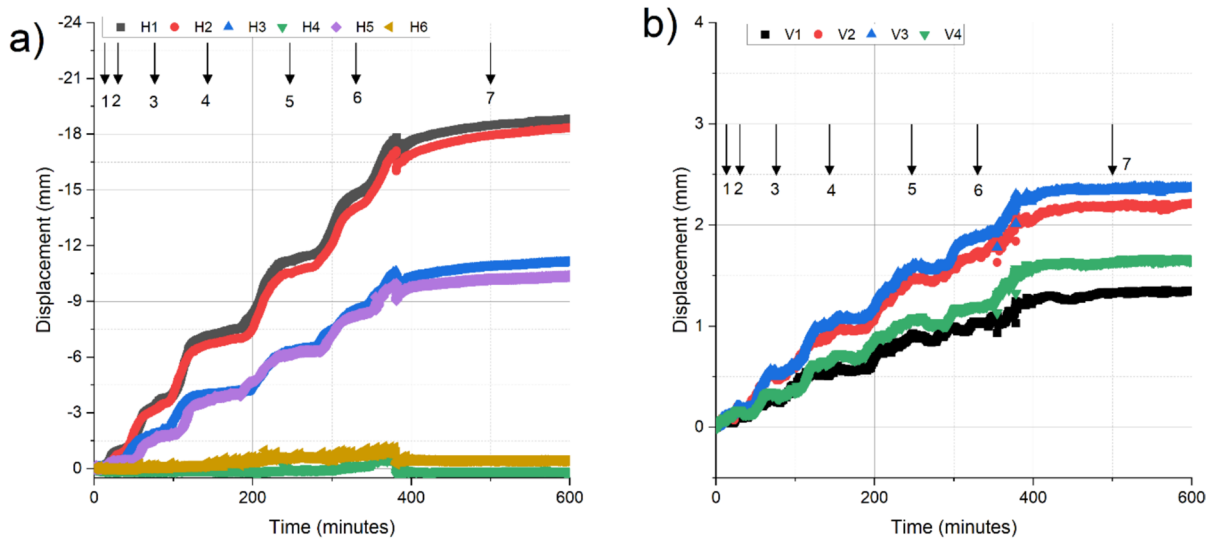 a)
H1 H2 H3 H4 H5 H6
-24
-21
-18
-15
-12
-9
-6
-3
0
1 2 3 4 5 6 7
0 200 400 600
Displacement (mm)
Time (minutes)
b)
V1 V2 V3 V4
4
3
2
1
0
1 2 3 4 5 6 7
0 200 400 600
Displacement (mm)
Time (minutes)